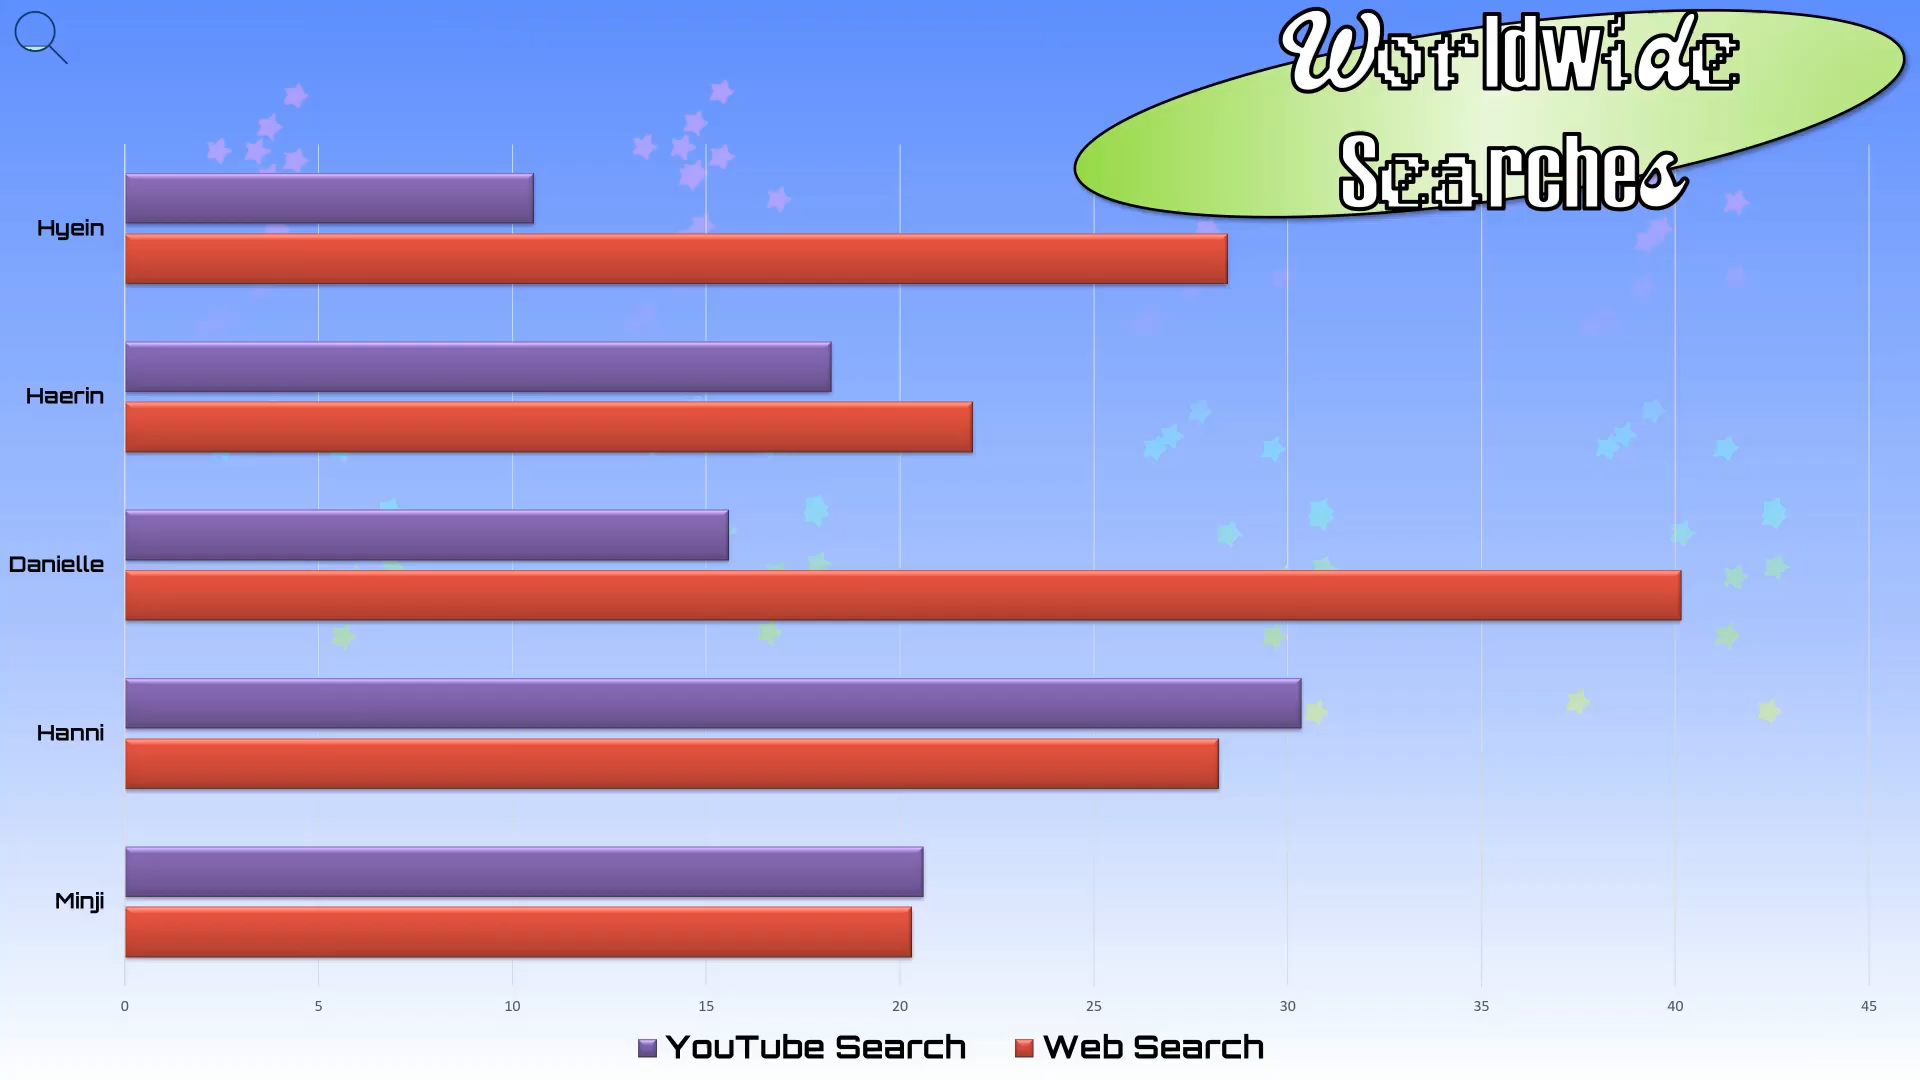 Worldwide
Searches
Hyein
Haerin
Danielle
Hanni
Minji
0 5 10 15 20 25 30 35 40 45
YouTube Search Web Search